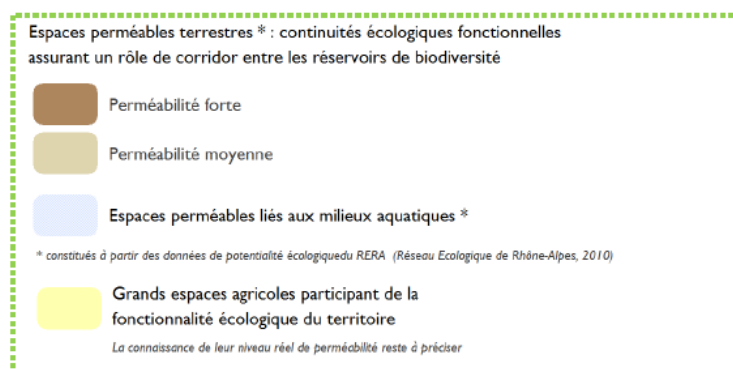 Espaces perméables terrestres * : continuités écologiques fonctionnelles
assurant un rôle de corridor entre les réservoirs de biodiversité
Perméabilité forte
Perméabilité moyenne
Espaces perméables liés aux milieux aquatiques *
* constitués à partir des données de potentialité écologiquedu RERA (Réseau Ecologique de Rhône-Alpes, 2010)
Grands espaces agricoles participant de la
fonctionnalité écologique du territoire
La connaissance de leur niveau réel de perméabilité reste à préciser